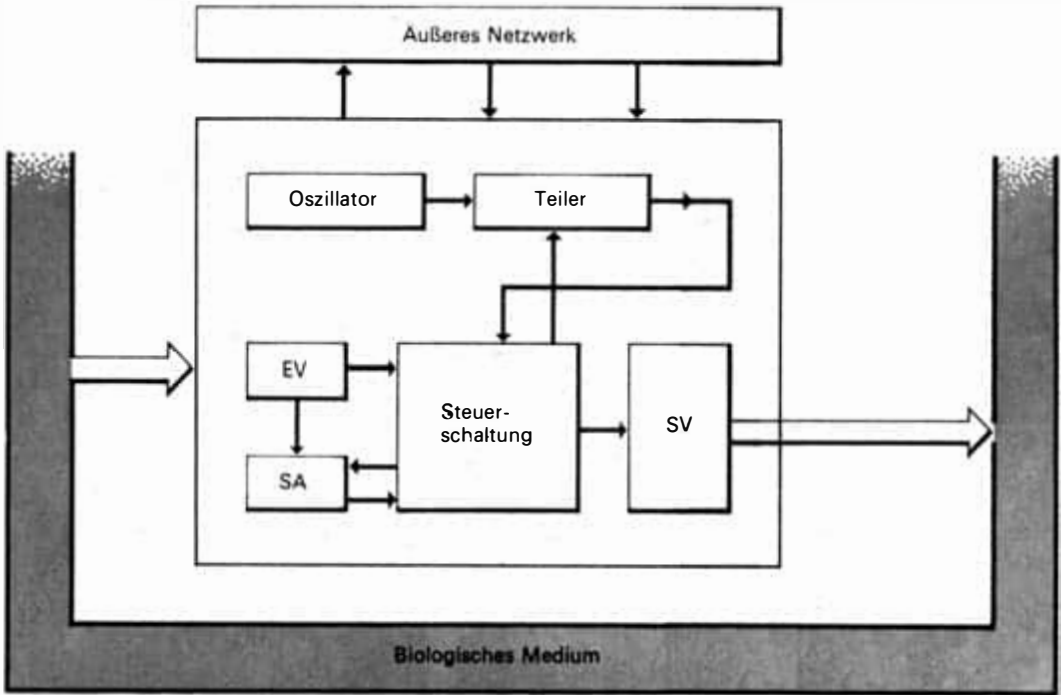 Äußeres Netzwerk
Oszillator
Teiler
EV
Steuer-
schaltung
SV
SA
Biologisches Medium